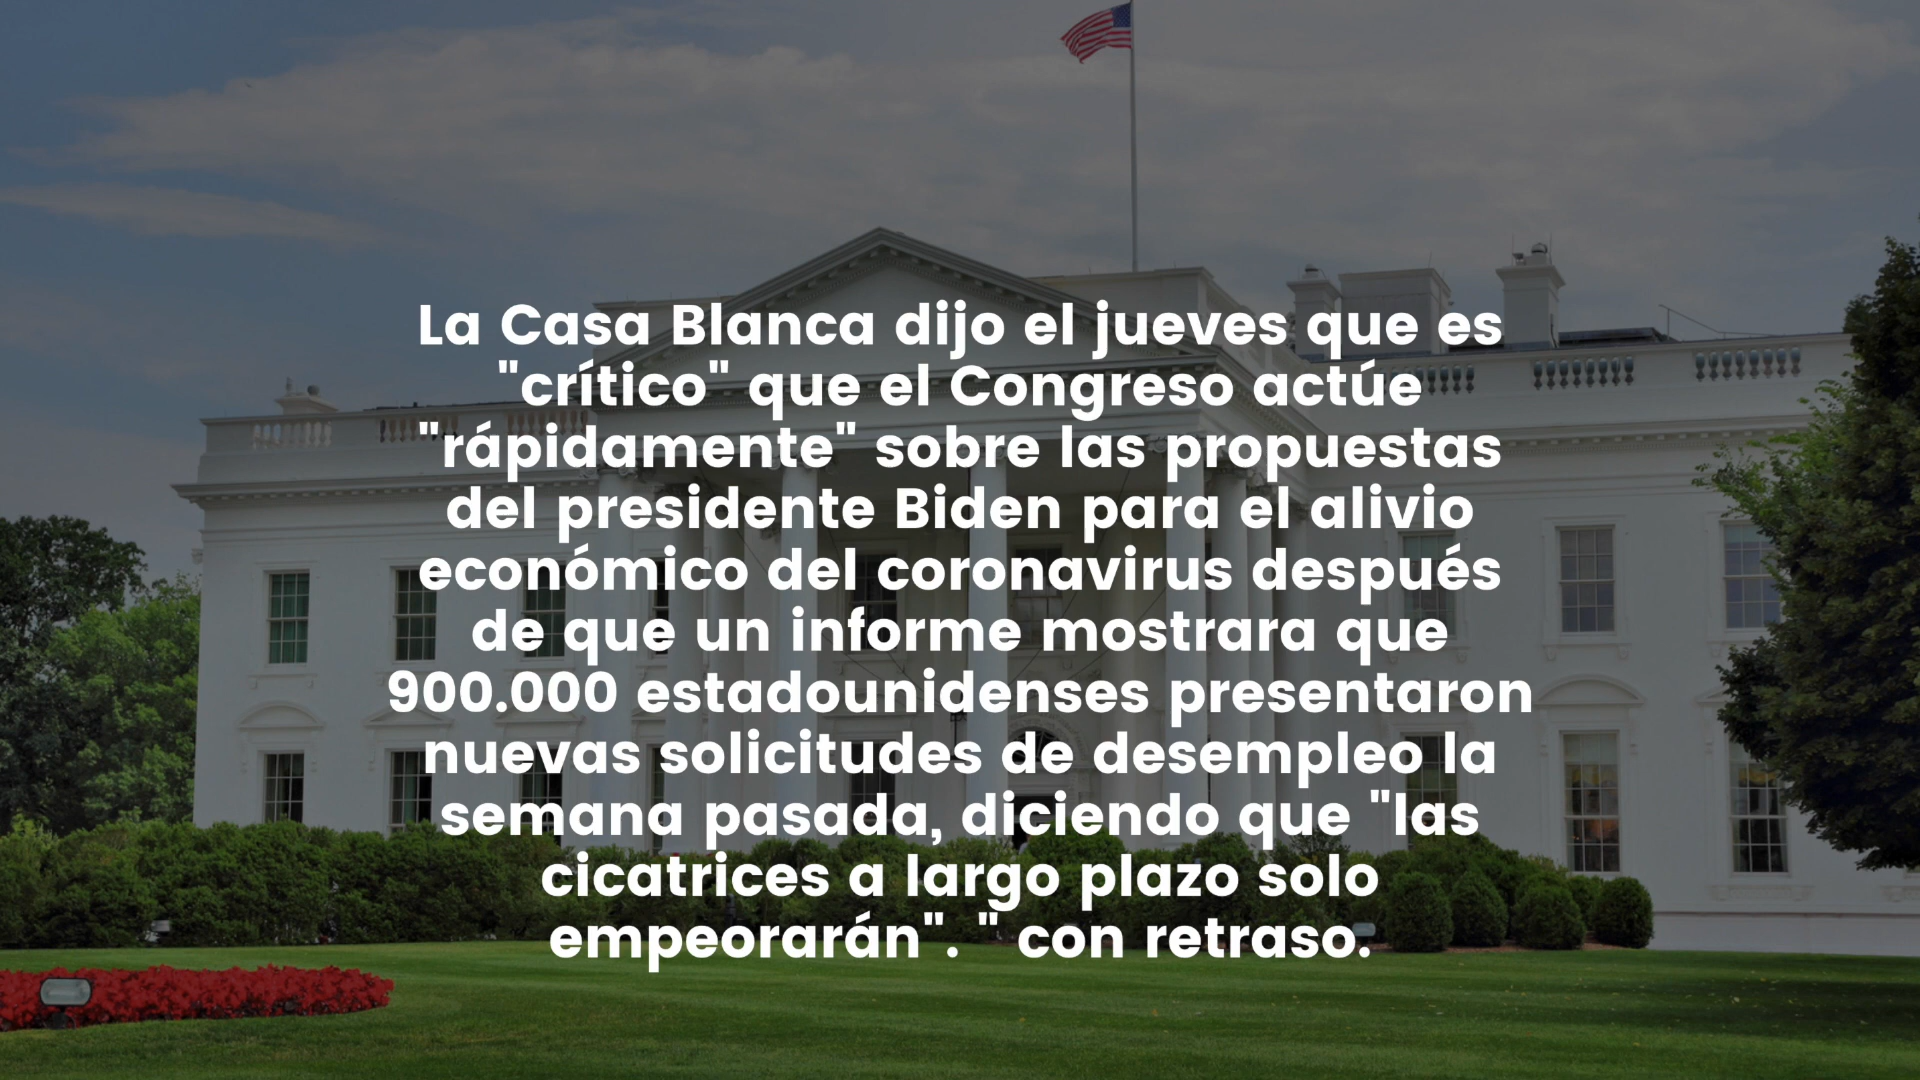 La Casa Blanca dijo el jueves que es
"crítico" que el Congreso actúe
"rápidamente" sobre las propuestas
del presidente Biden para el alivio
económico del coronavirus después
de que un informe mostrara que
900.000 estadounidenses presentaron
nuevas solicitudes de desempleo la
semana pasada, diciendo que "las
cicatrices a largo plazo solo
empeorarán". " con retraso.